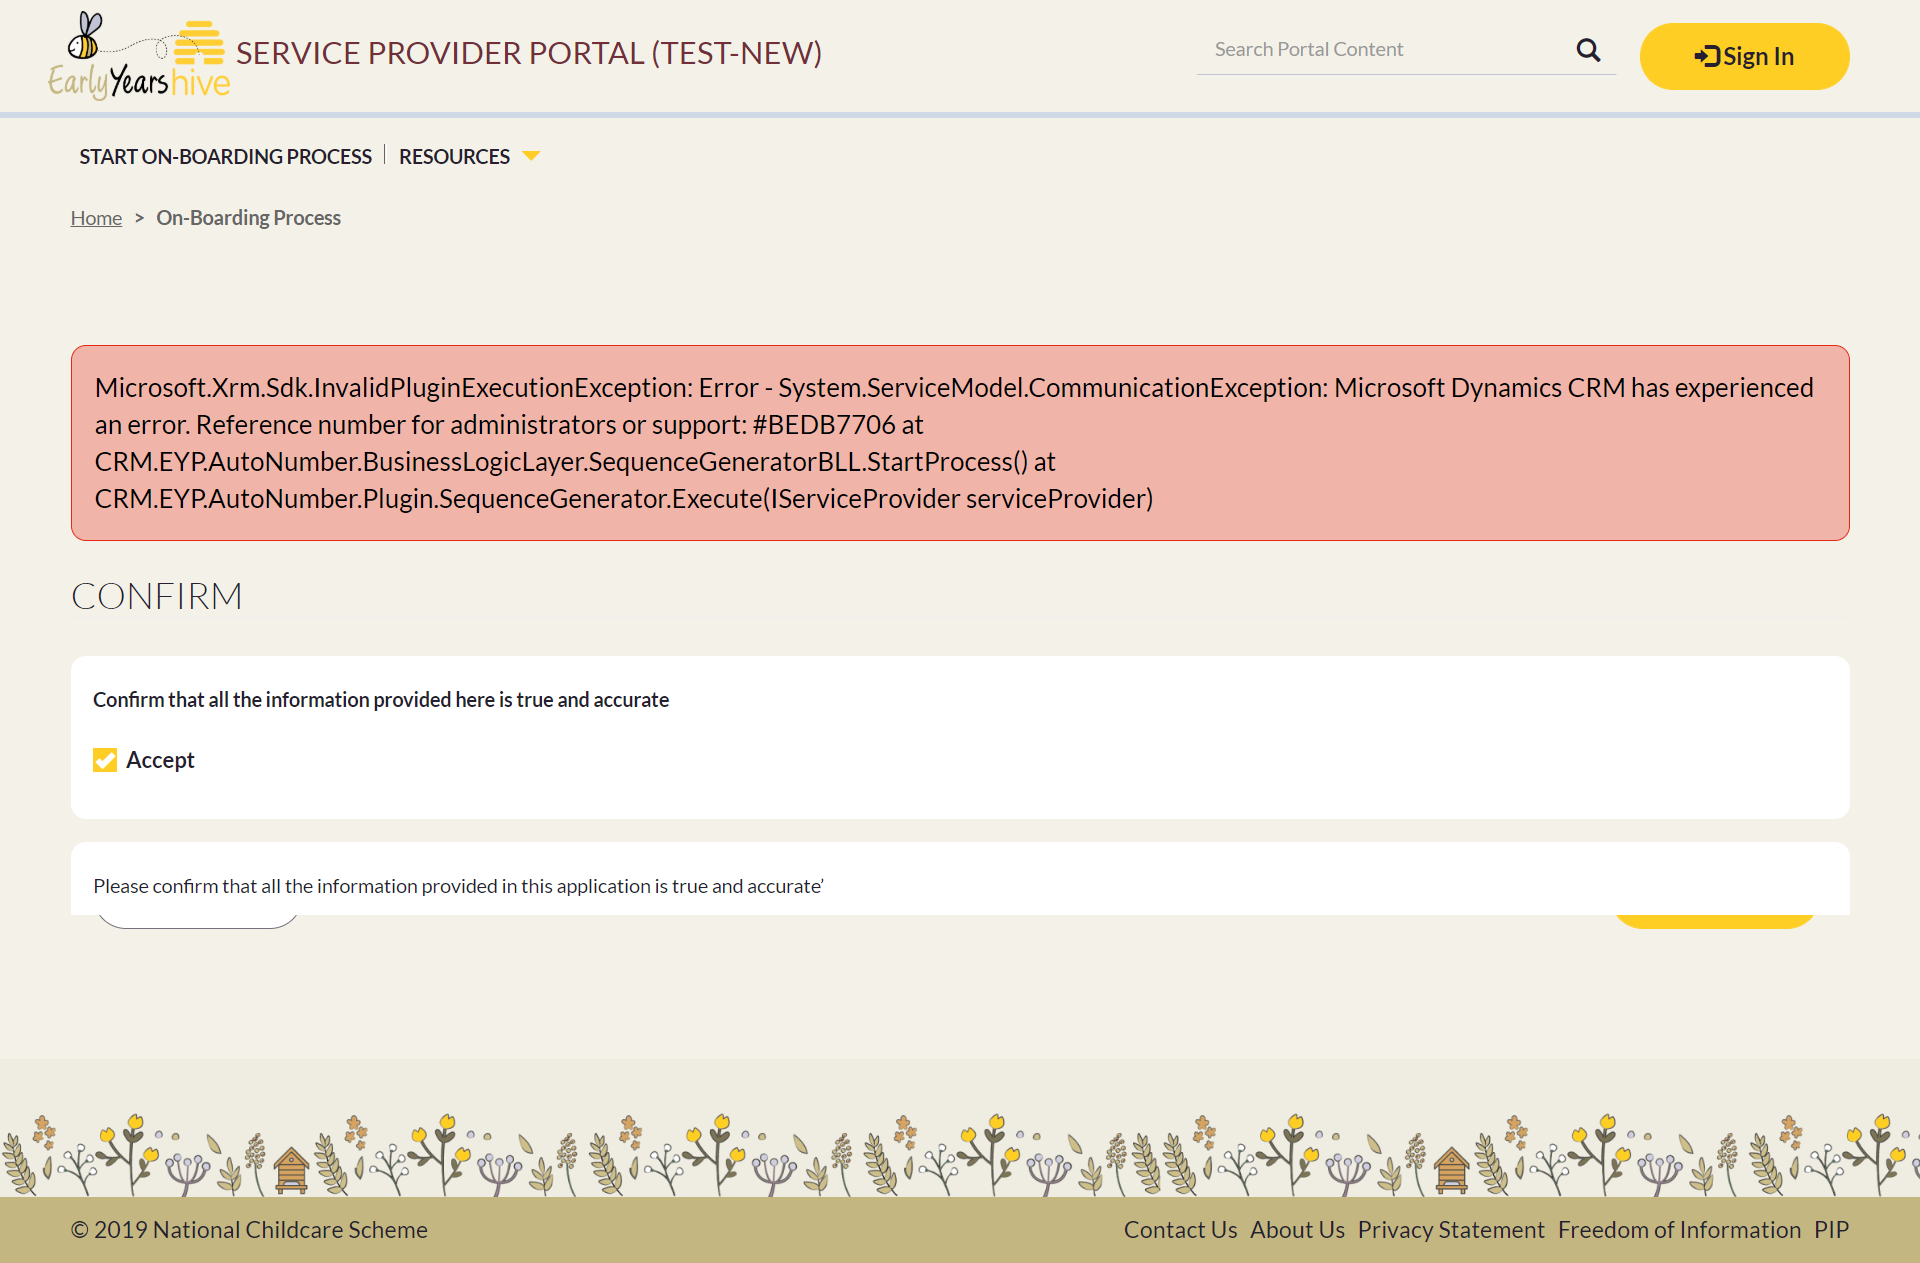 Early Years hive
SERVICE PROVIDER PORTAL (TEST-NEW)
Search Portal Content
Sign In
START ON-BOARDING PROCESS
RESOURCES
Home > On-Boarding Process
Microsoft.Xrm.Sdk.InvalidPluginExecutionException: Error - System.ServiceModel.CommunicationException: Microsoft Dynamics CRM has experienced
an error. Reference number for administrators or support: #BEDB7706 at
CRM.EYP.AutoNumber.BusinessLogicLayer.SequenceGeneratorBLL.StartProcess() at
CRM.EYP.AutoNumber.Plugin.SequenceGenerator.Execute(IServiceProvider serviceProvider)
CONFIRM
Confirm that all the information provided here is true and accurate
Accept
Please confirm that all the information provided in this application is true and accurate’
© 2019 National Childcare Scheme
Contact Us About Us Privacy Statement Freedom of Information PIP